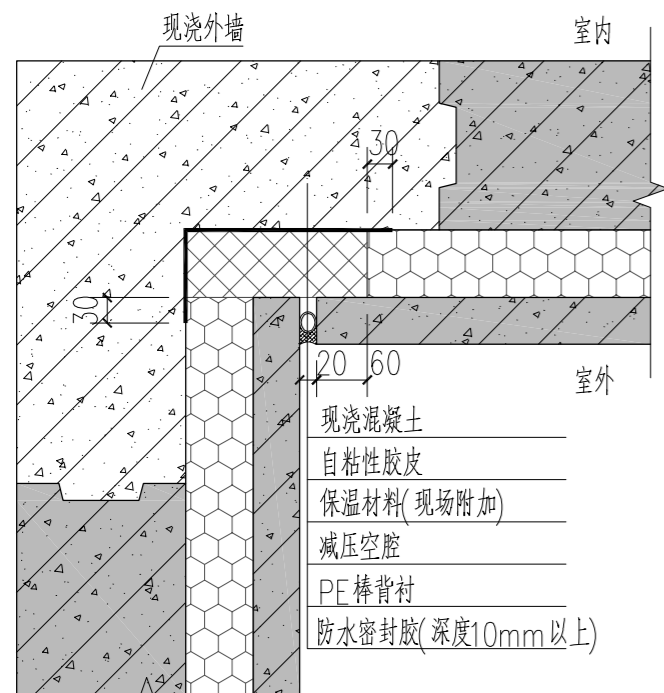 现浇外墙
室内
30
30
20 60
室外
现浇混凝土
自粘性胶皮
保温材料(现场附加)
减压空腔
PE棒背衬
防水密封胶(深度10mm以上)